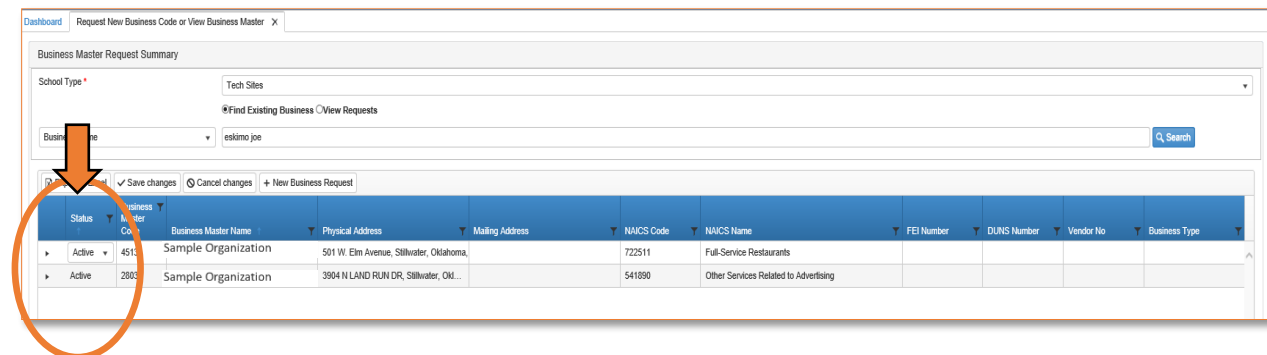 Dashboard Request New Business Code or View Business Master X
Business Master Request Summary
School Type * Tech Sites
Find Existing Business View Requests
eskimo joe Search
Save changes Cancel changes + New Business Request
Status Business Master Code Business Master Name Physical Address Mailing Address NAICS Code NAICS Name FEI Number DUNS Number Vendor No Business Type
Active 4513 Sample Organization 501 W. Elm Avenue, Stillwater, Oklahoma, 722511 Full-Service Restaurants
Active 2803 Sample Organization 3904 N LAND RUN DR, Stillwater, Okl... 541890 Other Services Related to Advertising